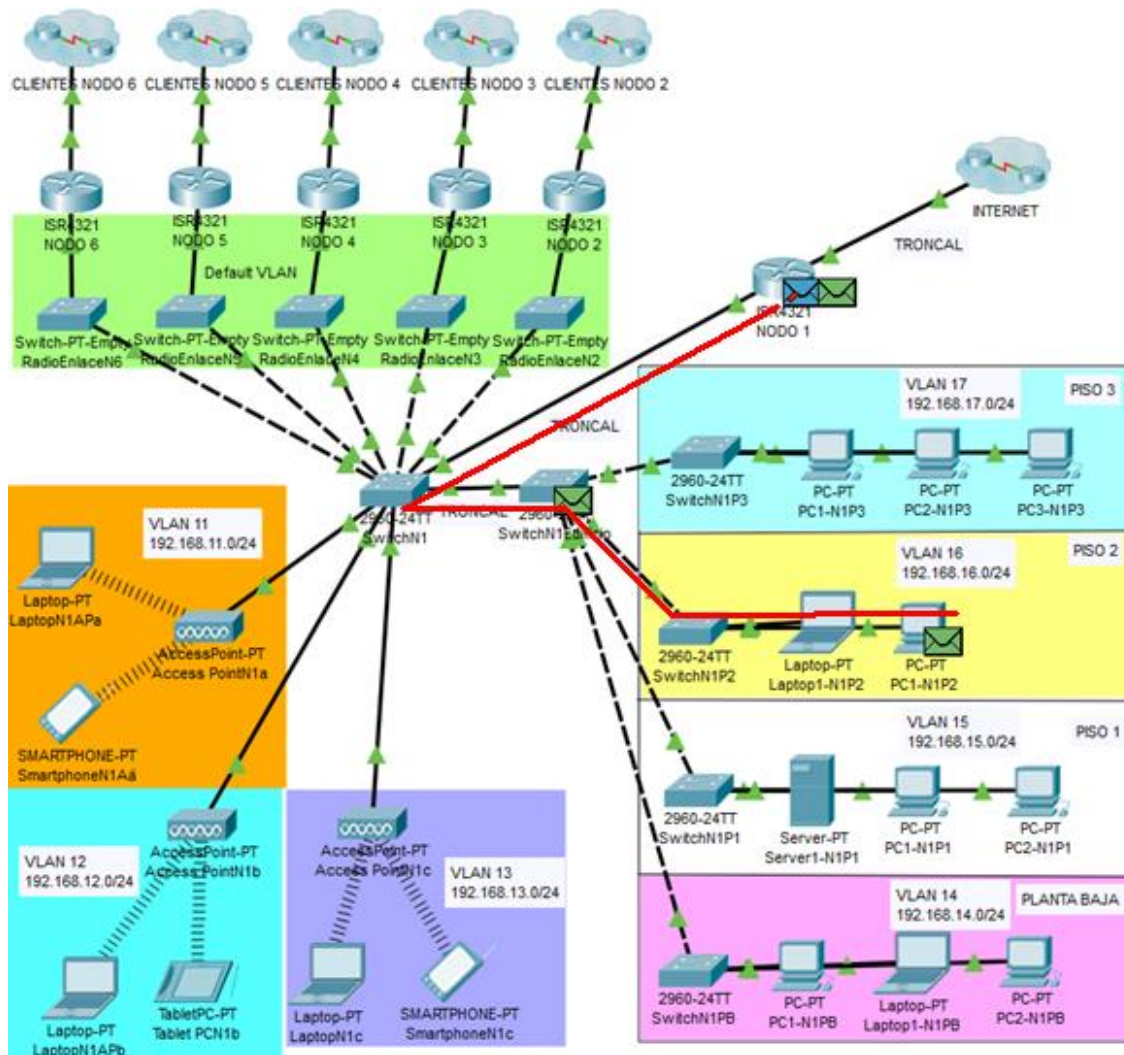 CLIENTES NODO 6
CLIENTES NODO 5
CLIENTES NODO 4
CLIENTES NODO 3
CLIENTES NODO 2
INTERNET
TRONCAL
ISR4321
NODO 6
ISR4321
NODO 5
ISR4321
NODO 4
ISR4321
NODO 3
ISR4321
NODO 2
ISR4321
NODO 1
Default VLAN
Switch-PT-Empty
RadioEnlaceN6
Switch-PT-Empty
RadioEnlaceN5
Switch-PT-Empty
RadioEnlaceN4
Switch-PT-Empty
RadioEnlaceN3
Switch-PT-Empty
RadioEnlaceN2
TRONCAL
2960-24TT
SwitchN1
TRONCAL
VLAN 17
192.168.17.0/24
PISO 3
2960-24TT
SwitchN1P3
PC-PT
PC1-N1P3
PC-PT
PC2-N1P3
PC-PT
PC3-N1P3
VLAN 16
192.168.16.0/24
PISO 2
2960-24TT
SwitchN1P2
Laptop-PT
Laptop1-N1P2
PC-PT
PC1-N1P2
VLAN 15
192.168.15.0/24
PISO 1
2960-24TT
SwitchN1P1
Server-PT
Server1-N1P1
PC-PT
PC1-N1P1
PC-PT
PC2-N1P1
VLAN 14
192.168.14.0/24
PLANTA BAJA
2960-24TT
SwitchN1PB
PC-PT
PC1-N1PB
Laptop-PT
Laptop1-N1PB
PC-PT
PC2-N1PB
VLAN 11
192.168.11.0/24
Laptop-PT
LaptopN1APa
AccessPoint-PT
Access PointN1a
SMARTPHONE-PT
SmartphoneN1Aa
VLAN 12
192.168.12.0/24
AccessPoint-PT
Access PointN1b
Laptop-PT
LaptopN1APb
TabletPC-PT
Tablet PCN1b
AccessPoint-PT
Access PointN1c
VLAN 13
192.168.13.0/24
Laptop-PT
LaptopN1c
SMARTPHONE-PT
SmartphoneN1c